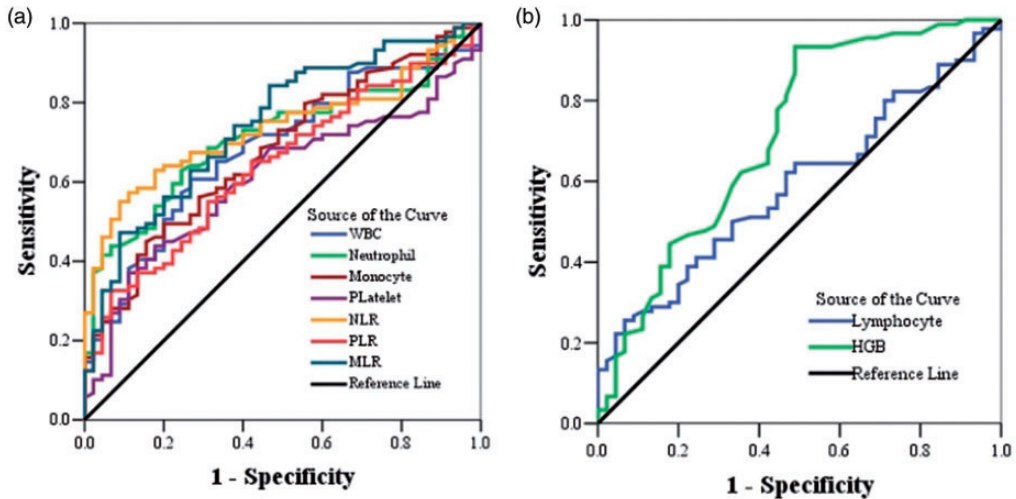 (a)
1.0
0.8
0.6
0.4
0.2
0.0
Sensitivity
Source of the Curve
WBC
Neutrophil
Monocyte
PLatelet
NLR
PLR
MLR
Reference Line
0.0 0.2 0.4 0.6 0.8 1.0
1 - Specificity
(b)
1.0
0.8
0.6
0.4
0.2
0.0
Sensitivity
Source of the Curve
Lymphocyte
HGB
Reference Line
0.0 0.2 0.4 0.6 0.8 1.0
1 - Specificity